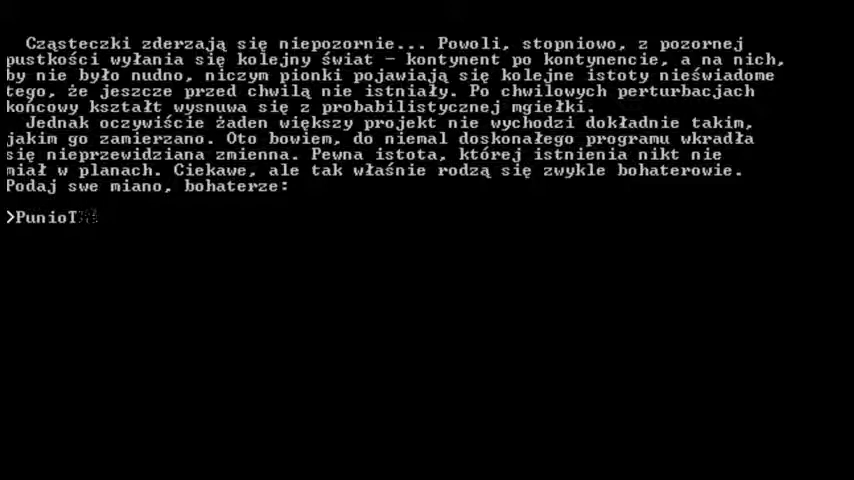 Cząsteczki zderzają się niepozornie... Powoli, stopniowo, z pozornej
pustkości wyłania się kolejny świat - kontynent po kontynencie, a na nich,
by nie było nudno, niczym pionki pojawiają się kolejne istoty nieświadome
tego, że jeszcze przed chwilą nie istniały. Po chwilowych perturbacjach
końcowy kształt wysnuwa się z probabilistycznej mgiełki.
Jednak oczywiście żaden większy projekt nie wychodzi dokładnie takim,
jakim go zamierzano. Oto bowiem, do niemal doskonałego programu wkradła
się nieprzewidziana zmienna. Pewna istota, której istnienia nikt nie
miał w planach. Ciekawe, ale tak właśnie rodzą się zwykle bohaterowie.
Podaj swe miano, bohaterze:
>PunioT